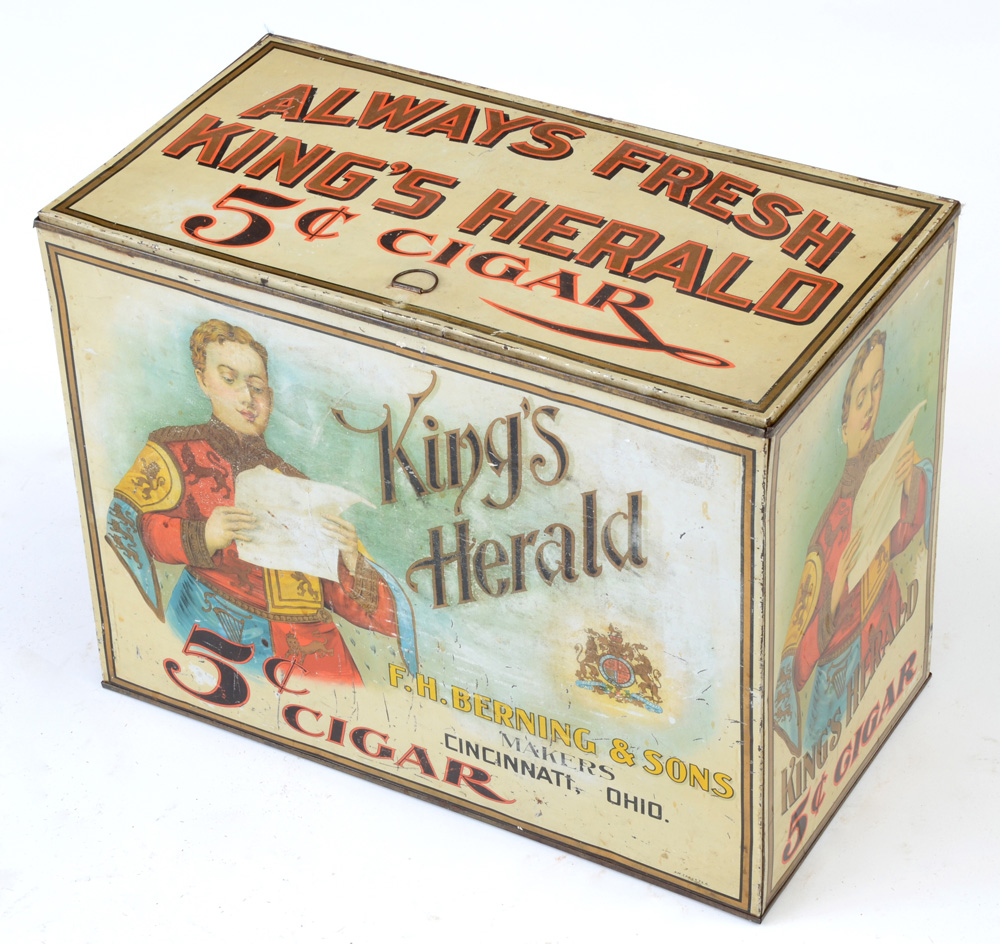 ALWAYS FRESH
KING'S HERALD
5¢ CIGAR
King's
Herald
5¢ CIGAR
F.H. BERNING & SONS
MAKERS
CINCINNATI, OHIO.
KING'S HERALD
5¢ CIGAR